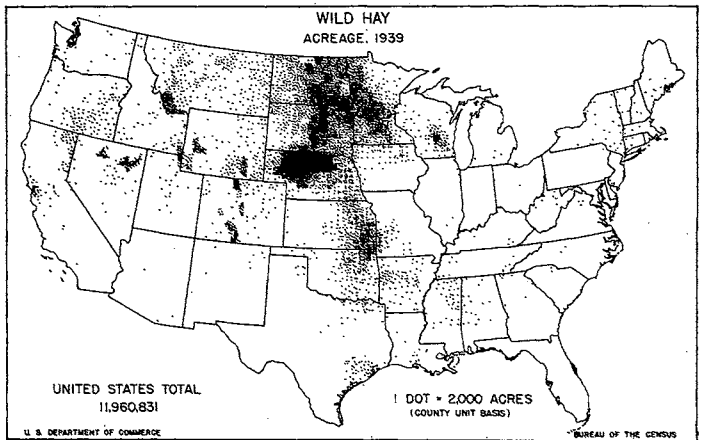 WILD HAY
ACREAGE, 1939
UNITED STATES TOTAL
11,960,831
1 DOT = 2,000 ACRES
(COUNTY UNIT BASIS)
U. S. DEPARTMENT OF COMMERCE
BUREAU OF THE CENSUS